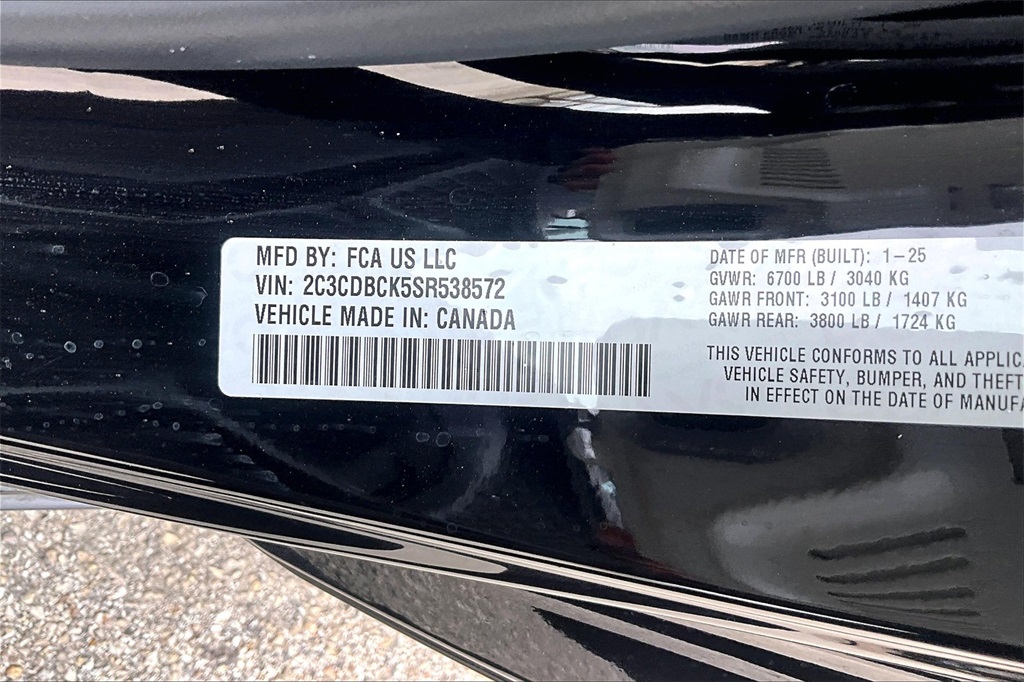 MFD BY: FCA US LLC
VIN: 2C3CDBCK5SR538572
VEHICLE MADE IN: CANADA
DATE OF MFR (BUILT): 1-25
GVWR: 6700 LB / 3040 KG
GAWR FRONT: 3100 LB / 1407 KG
GAWR REAR: 3800 LB / 1724 KG
THIS VEHICLE CONFORMS TO ALL APPLIC
VEHICLE SAFETY, BUMPER, AND THEFT
IN EFFECT ON THE DATE OF MANUFA